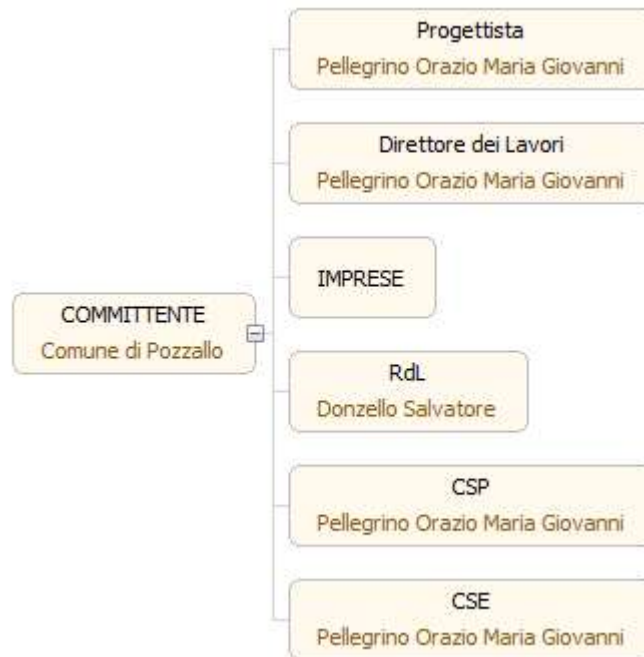 Progettista
Pellegrino Orazio Maria Giovanni
Direttore dei Lavori
Pellegrino Orazio Maria Giovanni
IMPRESE
COMMITTENTE
Comune di Pozzallo
RdL
Donzello Salvatore
CSP
Pellegrino Orazio Maria Giovanni
CSE
Pellegrino Orazio Maria Giovanni